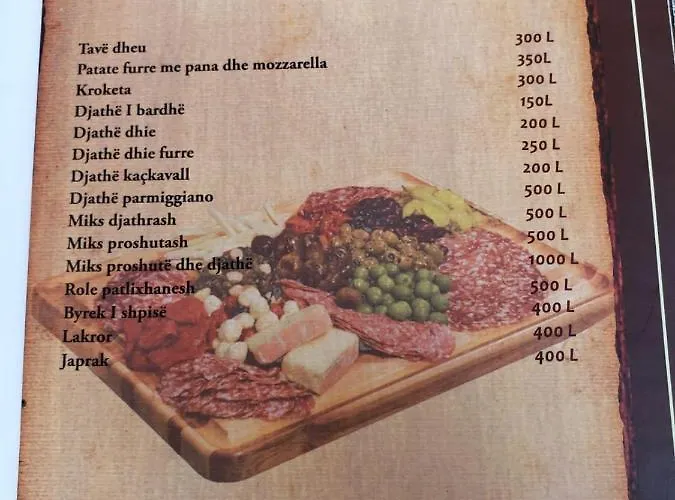 Tavë dheu 300 L
Patate furre me pana dhe mozzarella 350L
Kroketa 300 L
Djathë I bardhë 150L
Djathë dhie 200 L
Djathë dhie furre 250 L
Djathë kaçkavall 200 L
Djathë parmiggiano 500 L
Miks djathrash 500 L
Miks proshutash 500 L
Miks proshutë dhe djathë 1000 L
Role patlixhanesh 500 L
Byrek I shpisë 400 L
Lakror 400 L
Japrak 400 L